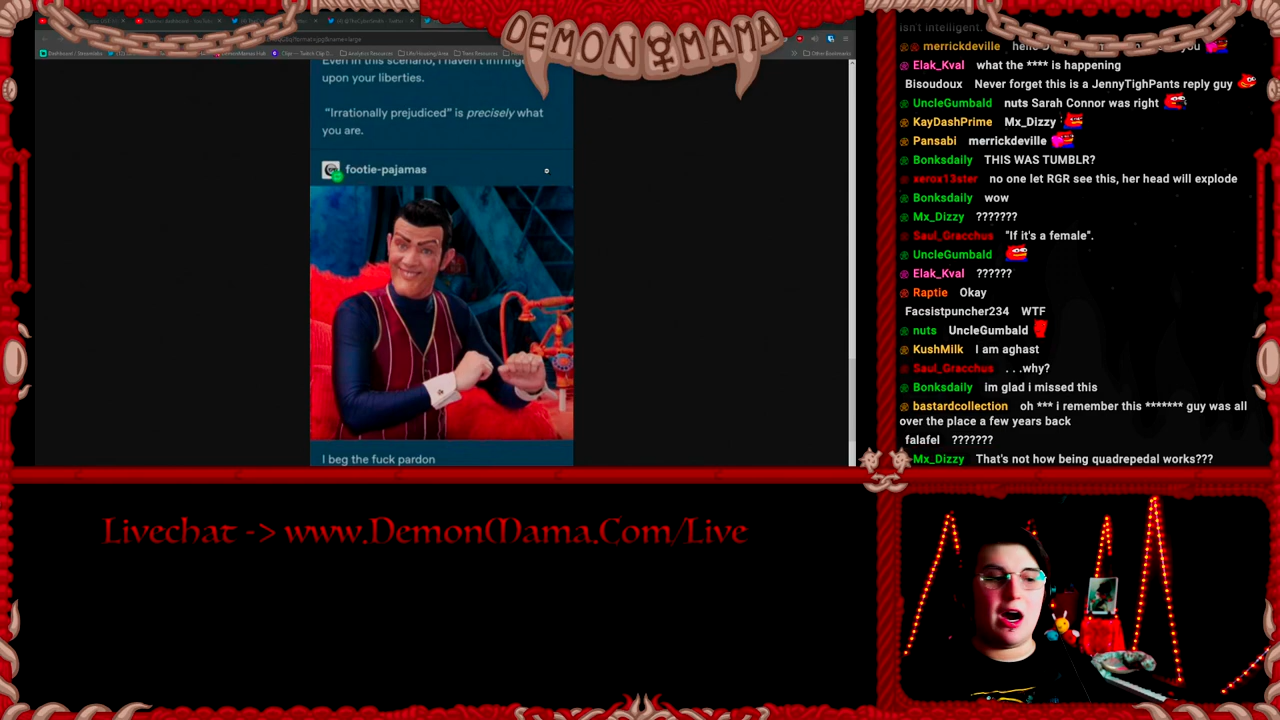 DEMON MAMA
Even in this scenario, I haven't infringe
upon your liberties.
"Irrationally prejudiced" is precisely what
you are.
footie-pajamas
I beg the fuck pardon
Livechat -> www.DemonMama.Com/Live
isn't intelligent.
merrickdeville
you
Elak_Kval what the **** is happening
Bisoudoux Never forget this is a JennyTighPants reply guy
UncleGumbald nuts Sarah Connor was right
KayDashPrime Mx_Dizzy
Pansabi merrickdeville
Bonksdaily THIS WAS TUMBLR?
xerox13ster no one let RGR see this, her head will explode
Bonksdaily wow
Mx_Dizzy ???????
Saul_Gracchus "If it's a female".
UncleGumbald
Elak_Kval ??????
Raptie Okay
Facsistpuncher234 WTF
nuts UncleGumbald
KushMilk I am aghast
Saul_Gracchus . . .why?
Bonksdaily im glad i missed this
bastardcollection oh *** i remember this ******* guy was all
over the place a few years back
falafel ???????
Mx_Dizzy That's not how being quadrepedal works???